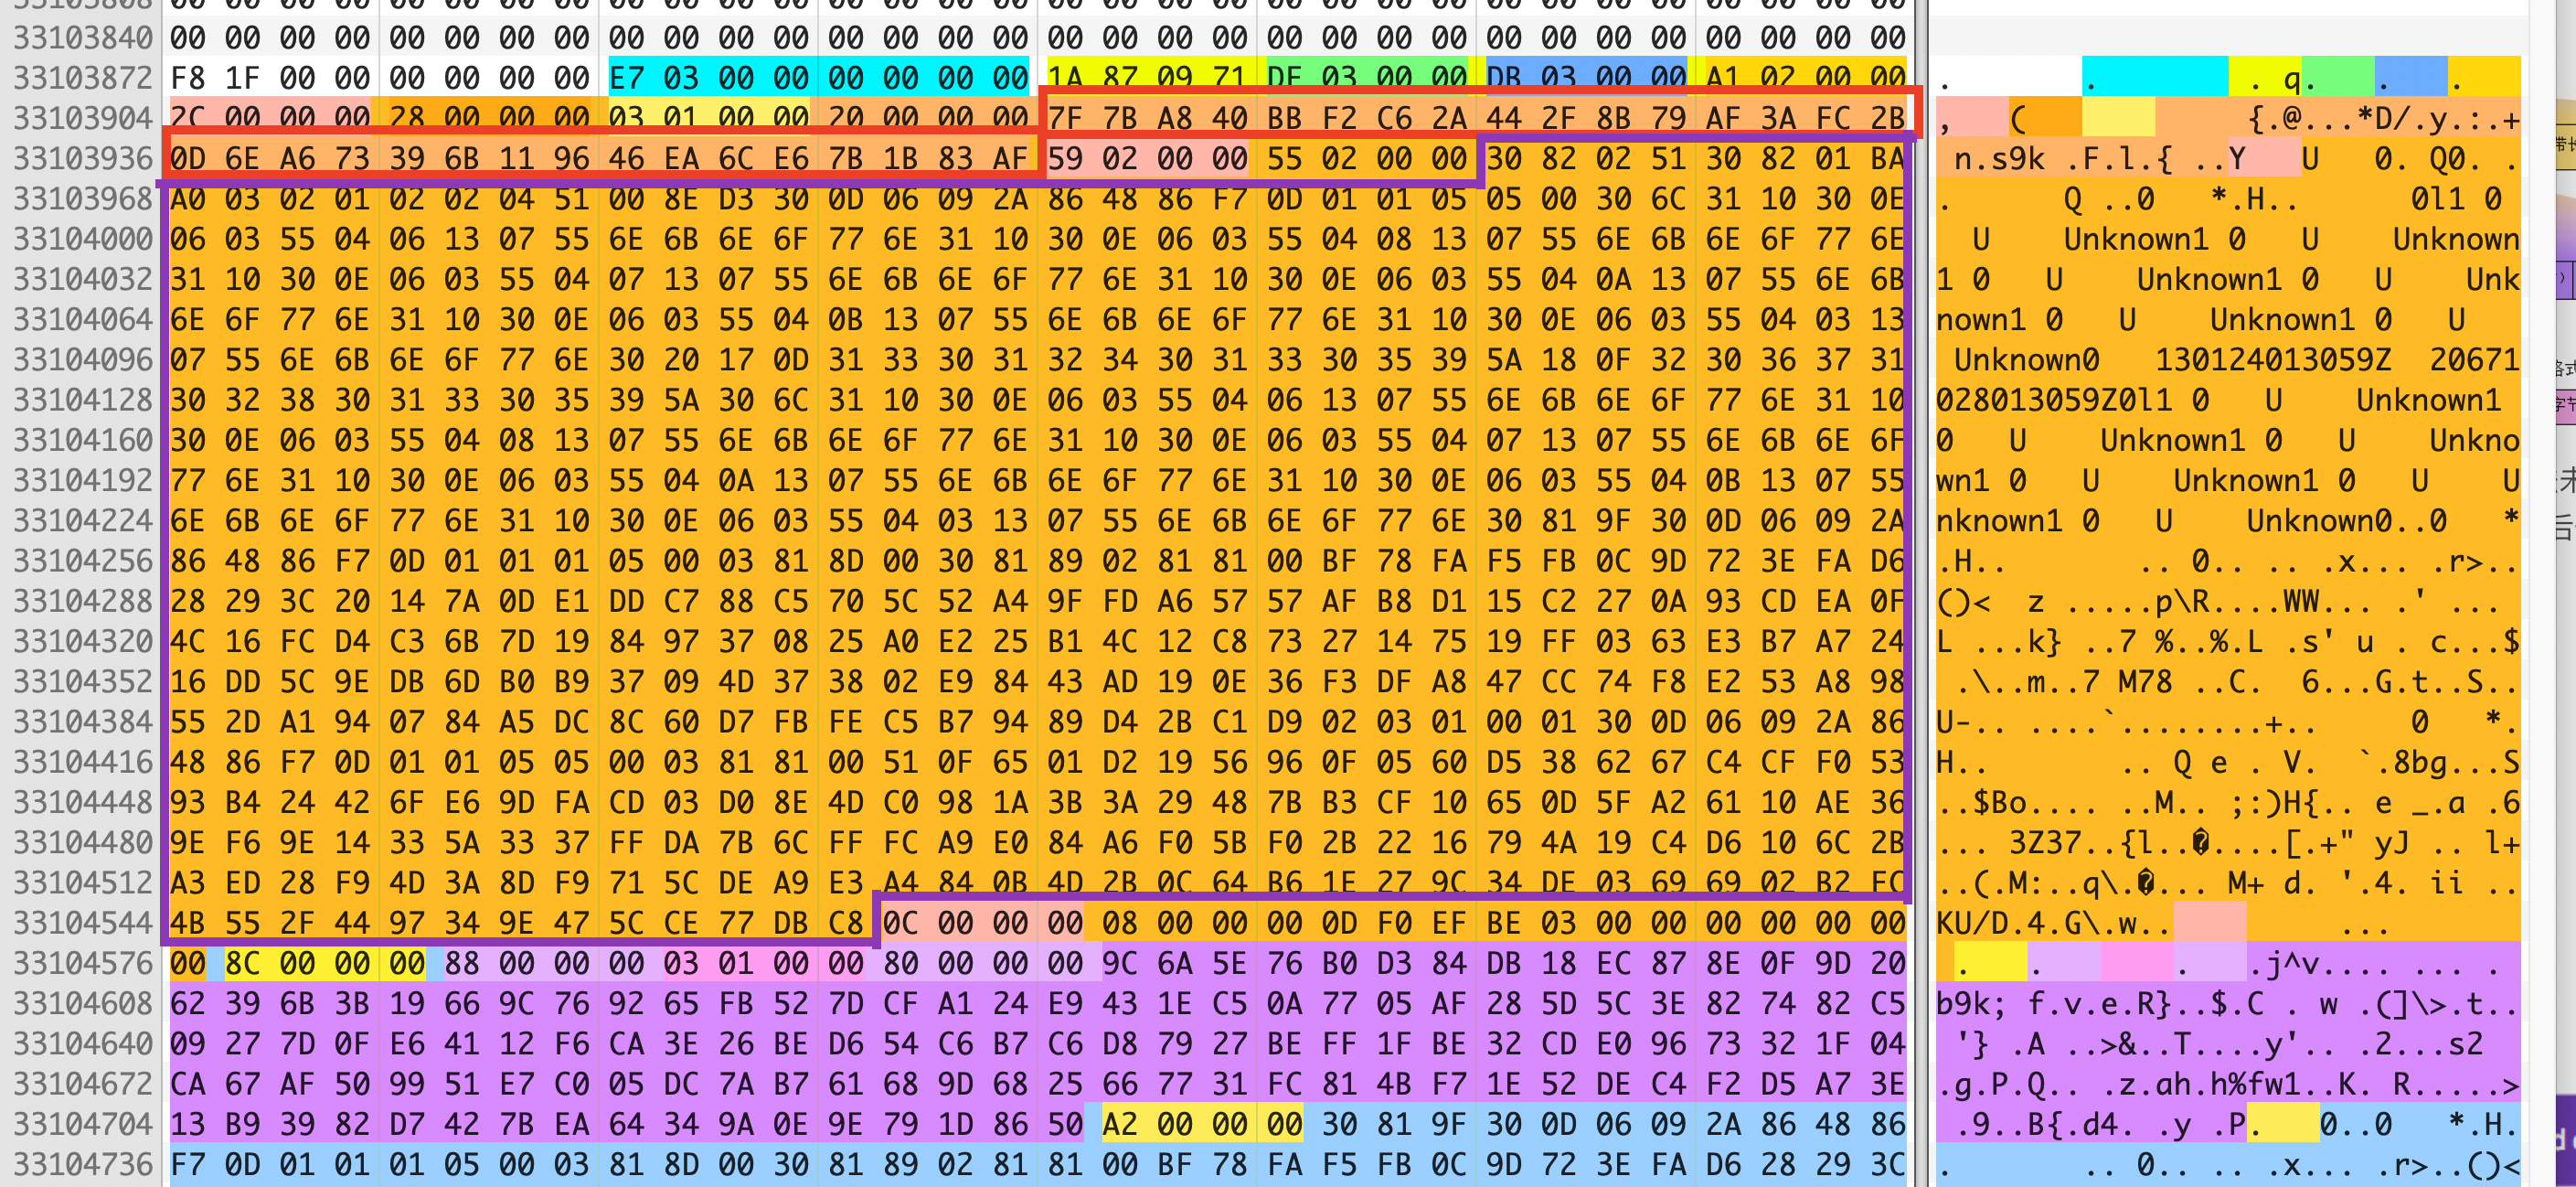 33103840 00 00 00 00 00 00 00 00 00 00 00 00 00 00 00 00 00 00 00 00 00 00 00 00 00 00 00 00 00 00 00 00
33103872 F8 1F 00 00 00 00 00 00 E7 03 00 00 00 00 00 00 1A 87 09 71 DF 03 00 00 DB 03 00 00 A1 02 00 00 . . . q. . .
33103904 2C 00 00 00 28 00 00 00 03 01 00 00 20 00 00 00 7F 7B A8 40 BB F2 C6 2A 44 2F 8B 79 AF 3A FC 2B , ( {.@...*D/.y.:.+
33103936 0D 6E A6 73 39 6B 11 96 46 EA 6C E6 7B 1B 83 AF 59 02 00 00 55 02 00 00 30 82 02 51 30 82 01 BA n.s9k .F.l.{ ..Y U 0. Q0. .
33103968 A0 03 02 01 02 02 04 51 00 8E D3 30 0D 06 09 2A 86 48 86 F7 0D 01 01 05 05 00 30 6C 31 10 30 0E . Q ..0 *.H.. 0l1 0
33104000 06 03 55 04 06 13 07 55 6E 6B 6E 6F 77 6E 31 10 30 0E 06 03 55 04 08 13 07 55 6E 6B 6E 6F 77 6E U Unknown1 0 U Unknown
33104032 31 10 30 0E 06 03 55 04 07 13 07 55 6E 6B 6E 6F 77 6E 31 10 30 0E 06 03 55 04 0A 13 07 55 6E 6B 1 0 U Unknown1 0 U Unk
33104064 6E 6F 77 6E 31 10 30 0E 06 03 55 04 0B 13 07 55 6E 6B 6E 6F 77 6E 31 10 30 0E 06 03 55 04 03 13 nown1 0 U Unknown1 0 U
33104096 07 55 6E 6B 6E 6F 77 6E 30 20 17 0D 31 33 30 31 32 34 30 31 33 30 35 39 5A 18 0F 32 30 36 37 31 Unknown0 130124013059Z 20671
33104128 30 32 38 30 31 33 30 35 39 5A 30 6C 31 10 30 0E 06 03 55 04 06 13 07 55 6E 6B 6E 6F 77 6E 31 10 028013059Z0l1 0 U Unknown1
33104160 30 0E 06 03 55 04 08 13 07 55 6E 6B 6E 6F 77 6E 31 10 30 0E 06 03 55 04 07 13 07 55 6E 6B 6E 6F 0 U Unknown1 0 U Unkno
33104192 77 6E 31 10 30 0E 06 03 55 04 0A 13 07 55 6E 6B 6E 6F 77 6E 31 10 30 0E 06 03 55 04 0B 13 07 55 wn1 0 U Unknown1 0 U U
33104224 6E 6B 6E 6F 77 6E 31 10 30 0E 06 03 55 04 03 13 07 55 6E 6B 6E 6F 77 6E 30 81 9F 30 0D 06 09 2A nknown1 0 U Unknown0..0 *
33104256 86 48 86 F7 0D 01 01 01 05 00 03 81 8D 00 30 81 89 02 81 81 00 BF 78 FA F5 FB 0C 9D 72 3E FA D6 .H.. .. 0.. .. .x... .r>..
33104288 28 29 3C 20 14 7A 0D E1 DD C7 88 C5 70 5C 52 A4 9F FD A6 57 57 AF B8 D1 15 C2 27 0A 93 CD EA 0F ()< z .....p\R....WW... .' ...
33104320 4C 16 FC D4 C3 6B 7D 19 84 97 37 08 25 A0 E2 25 B1 4C 12 C8 73 27 14 75 19 FF 03 63 E3 B7 A7 24 L ...k} ..7 %..%.L .s' u . c...$
33104352 16 DD 5C 9E DB 6D B0 B9 37 09 4D 37 38 02 E9 84 43 AD 19 0E 36 F3 DF A8 47 CC 74 F8 E2 53 A8 98 .\..m..7 M78 ..C. 6...G.t..S..
33104384 55 2D A1 94 07 84 A5 DC 8C 60 D7 FB FE C5 B7 94 89 D4 2B C1 D9 02 03 01 00 01 30 0D 06 09 2A 86 U-.. ....`........+.. 0 *.
33104416 48 86 F7 0D 01 01 05 05 00 03 81 81 00 51 0F 65 01 D2 19 56 96 0F 05 60 D5 38 62 67 C4 CF F0 53 H.. .. Q e . V. `.8bg...S
33104448 93 B4 24 42 6F E6 9D FA CD 03 D0 8E 4D C0 98 1A 3B 3A 29 48 7B B3 CF 10 65 0D 5F A2 61 10 AE 36 ..$Bo.... ..M.. ;:)H{.. e _.a .6
33104480 9E F6 9E 14 33 5A 33 37 FF DA 7B 6C FF FC A9 E0 84 A6 F0 5B F0 2B 22 16 79 4A 19 C4 D6 10 6C 2B ... 3Z37..{l..�....[.+" yJ .. l+
33104512 A3 ED 28 F9 4D 3A 8D F9 71 5C DE A9 E3 A4 84 0B 4D 2B 0C 64 B6 1E 27 9C 34 DE 03 69 69 02 B2 FC ..(.M:..q\.�... M+ d. '.4. ii ..
33104544 4B 55 2F 44 97 34 9E 47 5C CE 77 DB C8 0C 00 00 00 08 00 00 00 0D F0 EF BE 03 00 00 00 00 00 00 KU/D.4.G\.w.. ...
33104576 00 8C 00 00 00 88 00 00 00 03 01 00 00 80 00 00 00 9C 6A 5E 76 B0 D3 84 DB 18 EC 87 8E 0F 9D 20 . . . .j^v.... ... .
33104608 62 39 6B 3B 19 66 9C 76 92 65 FB 52 7D CF A1 24 E9 43 1E C5 0A 77 05 AF 28 5D 5C 3E 82 74 82 C5 b9k; f.v.e.R}..$.C . w .(]\>.t..
33104640 09 27 7D 0F E6 41 12 F6 CA 3E 26 BE D6 54 C6 B7 C6 D8 79 27 BE FF 1F BE 32 CD E0 96 73 32 1F 04 '} .A ..>&..T....y'.. .2...s2
33104672 CA 67 AF 50 99 51 E7 C0 05 DC 7A B7 61 68 9D 68 25 66 77 31 FC 81 4B F7 1E 52 DE C4 F2 D5 A7 3E .g.P.Q.. .z.ah.h%fw1..K. R.....>
33104704 13 B9 39 82 D7 42 7B EA 64 34 9A 0E 9E 79 1D 86 50 A2 00 00 00 30 81 9F 30 0D 06 09 2A 86 48 86 .9..B{.d4. .y .P. 0..0 *.H.
33104736 F7 0D 01 01 01 05 00 03 81 8D 00 30 81 89 02 81 81 00 BF 78 FA F5 FB 0C 9D 72 3E FA D6 28 29 3C . .. 0.. .. .x... .r>..()<